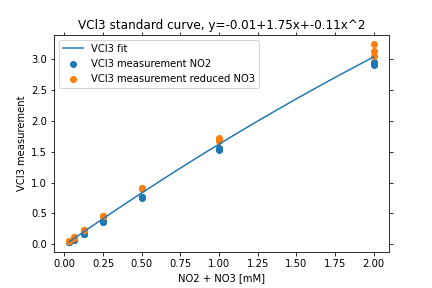 VCl3 standard curve, y=-0.01+1.75x+-0.11x^2
VCl3 fit
VCl3 measurement NO2
VCl3 measurement reduced NO3
VCl3 measurement
3.0
2.5
2.0
1.5
1.0
0.5
0.0
0.00 0.25 0.50 0.75 1.00 1.25 1.50 1.75 2.00
NO2 + NO3 [mM]